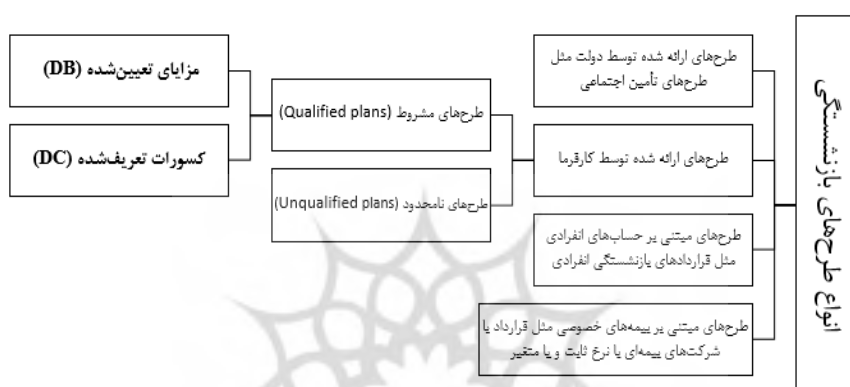 انواع طرح‌های بازنشستگی
طرح‌های ارائه شده توسط دولت مثل
طرح‌های تأمین اجتماعی
طرح‌های ارائه شده توسط کارفرما
طرح‌های مبتنی بر حساب‌های انفرادی
مثل قراردادهای بازنشستگی انفرادی
طرح‌های مبتنی بر بیمه‌های خصوصی مثل قرارداد با
شرکت‌های بیمه‌ای با نرخ ثابت و یا متغیر
طرح‌های مشروط (Qualified plans)
طرح‌های نامحدود (Unqualified plans)
مزایای تعیین‌شده (DB)
کسورات تعریف‌شده (DC)